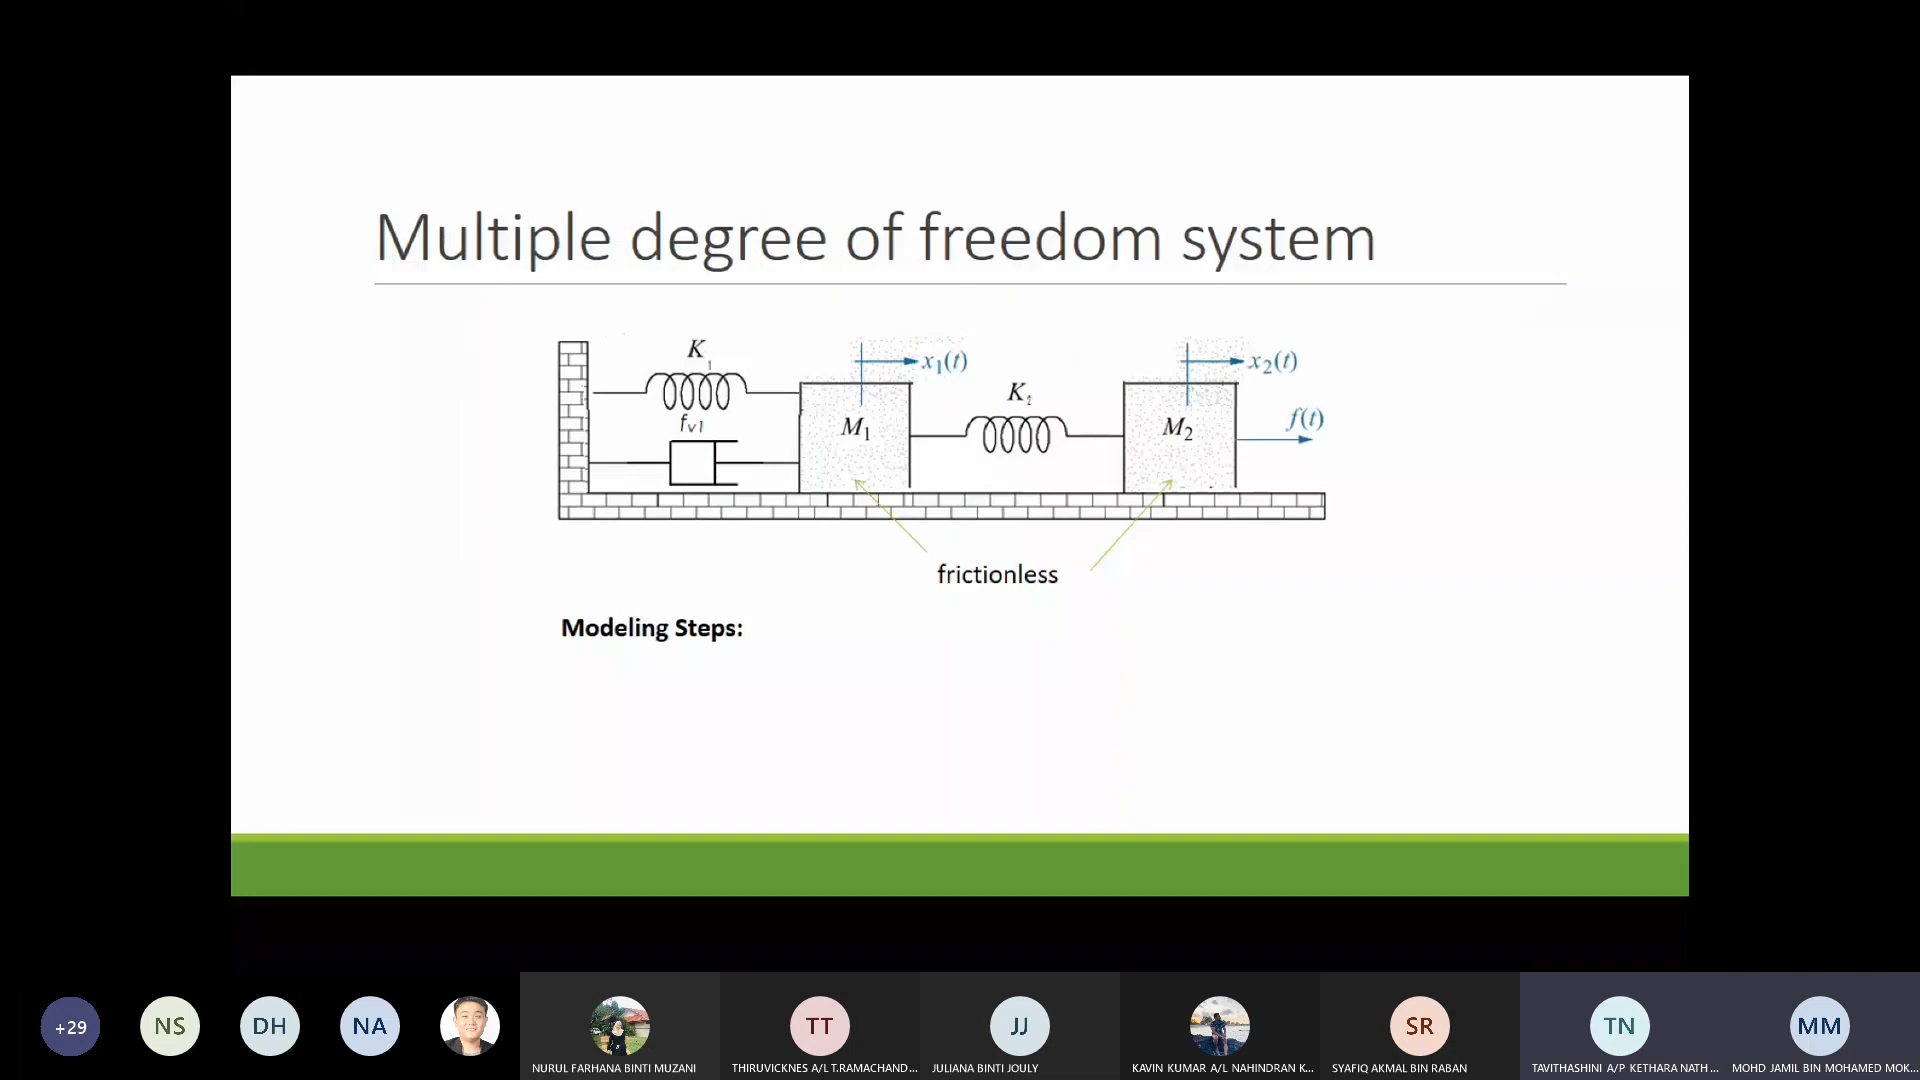 Multiple degree of freedom system
K1
x1(t)
x2(t)
K2
fv1
M1
M2
f(t)
frictionless
Modeling Steps:
+29
NS
DH
NA
TT
JJ
SR
TN
MM
NURUL FARHANA BINTI MUZANI
THIRUVICKNES A/L T.RAMACHAND...
JULIANA BINTI JOULY
KAVIN KUMAR A/L NAHINDRAN K...
SYAFIQ AKMAL BIN RABAN
TAVITHASHINI A/P KETHARA NATH ...
MOHD JAMIL BIN MOHAMED MOK...